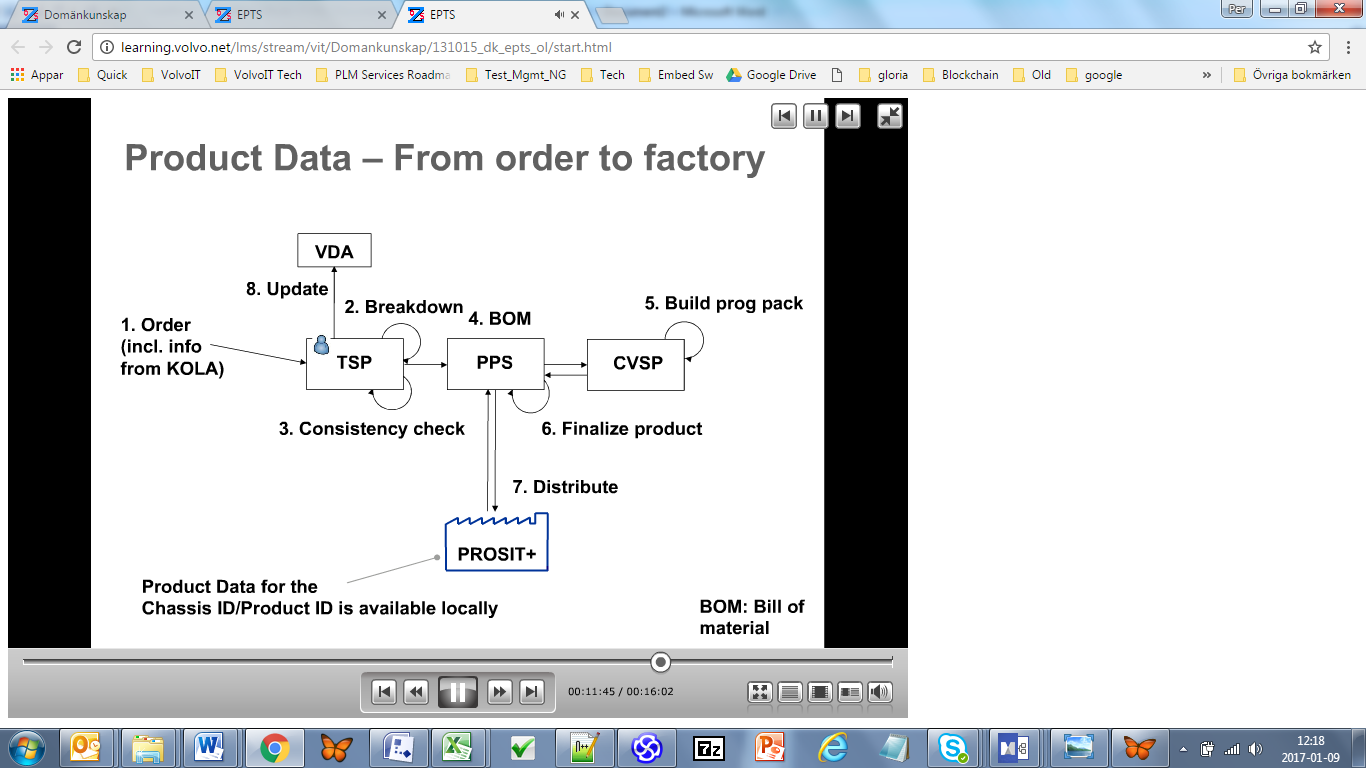 Domänkunskap
EPTS
EPTS
Per
learning.volvo.net/lms/stream/vit/Domankunskap/131015_dk_epts_ol/start.html
Appar
Quick
VolvoIT
VolvoIT Tech
PLM Services Roadma
Test_Mgmt_NG
Tech
Embed Sw
Google Drive
gloria
Blockchain
Old
google
»
Övriga bokmärken
Product Data – From order to factory
VDA
8. Update
2. Breakdown
4. BOM
5. Build prog pack
1. Order
(incl. info
from KOLA)
TSP
PPS
CVSP
3. Consistency check
6. Finalize product
7. Distribute
PROSIT+
Product Data for the
Chassis ID/Product ID is available locally
BOM: Bill of
material
00:11:45 / 00:16:02
12:18
2017-01-09